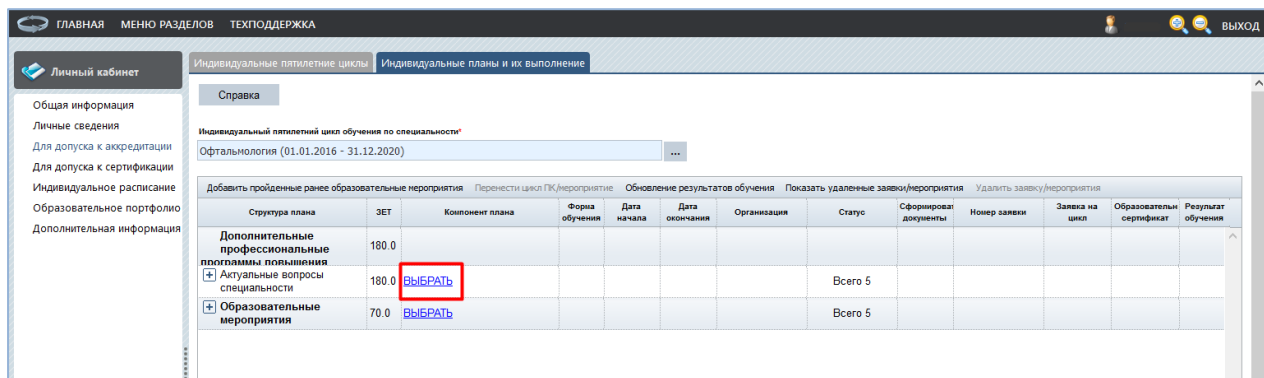 ГЛАВНАЯ МЕНЮ РАЗДЕЛОВ ТЕХПОДДЕРЖКА ВЫХОД
Личный кабинет
Общая информация
Личные сведения
Для допуска к аккредитации
Для допуска к сертификации
Индивидуальное расписание
Образовательное портфолио
Дополнительная информация
Индивидуальные пятилетние циклы Индивидуальные планы и их выполнение
Справка
Индивидуальный пятилетний цикл обучения по специальности*
Офтальмология (01.01.2016 - 31.12.2020) ...
Добавить пройденные ранее образовательные мероприятия Перенести цикл ПК/мероприятие Обновление результатов обучения Показать удаленные заявки/мероприятия Удалить заявку/мероприятия
Структура плана ЗЕТ Компонент плана Форма обучения Дата начала Дата окончания Организация Статус Сформироват документы Номер заявки Заявка на цикл Образовательн сертификат Результат обучения
Дополнительные
профессиональные 180.0
программы повышения
Актуальные вопросы
специальности 180.0 ВЫБРАТЬ Всего 5
Образовательные
мероприятия 70.0 ВЫБРАТЬ Всего 5